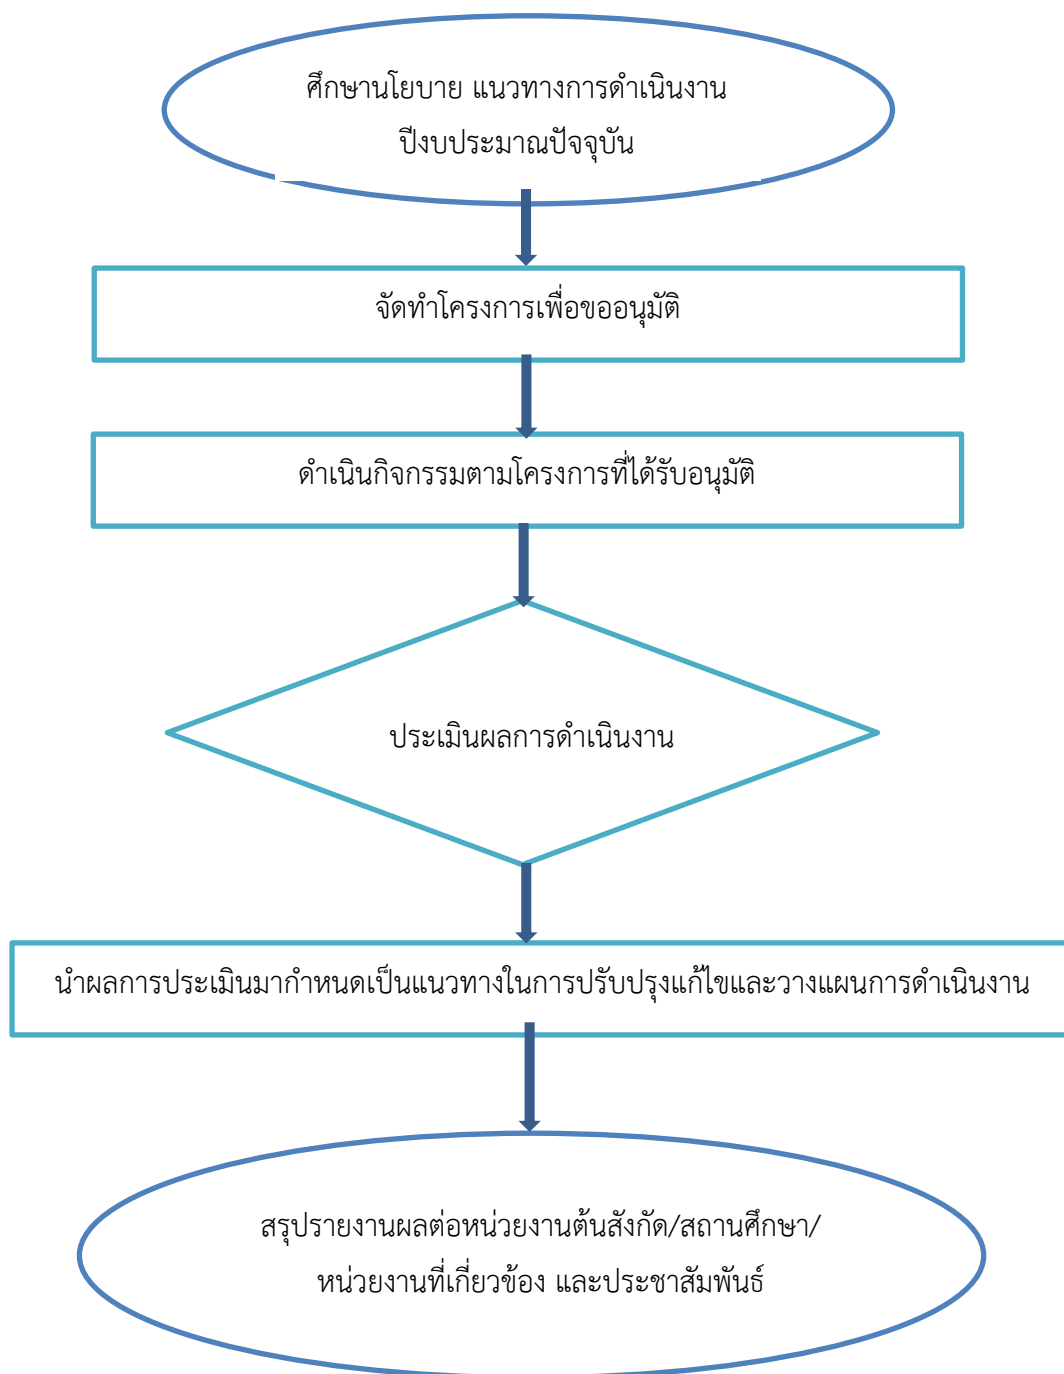 ศึกษานโยบาย แนวทางการดำเนินงาน
ปีงบประมาณปัจจุบัน
จัดทำโครงการเพื่อขออนุมัติ
ดำเนินกิจกรรมตามโครงการที่ได้รับอนุมัติ
ประเมินผลการดำเนินงาน
นำผลการประเมินมากำหนดเป็นแนวทางในการปรับปรุงแก้ไขและวางแผนการดำเนินงาน
สรุปรายงานผลต่อหน่วยงานต้นสังกัด/สถานศึกษา/
หน่วยงานที่เกี่ยวข้อง และประชาสัมพันธ์